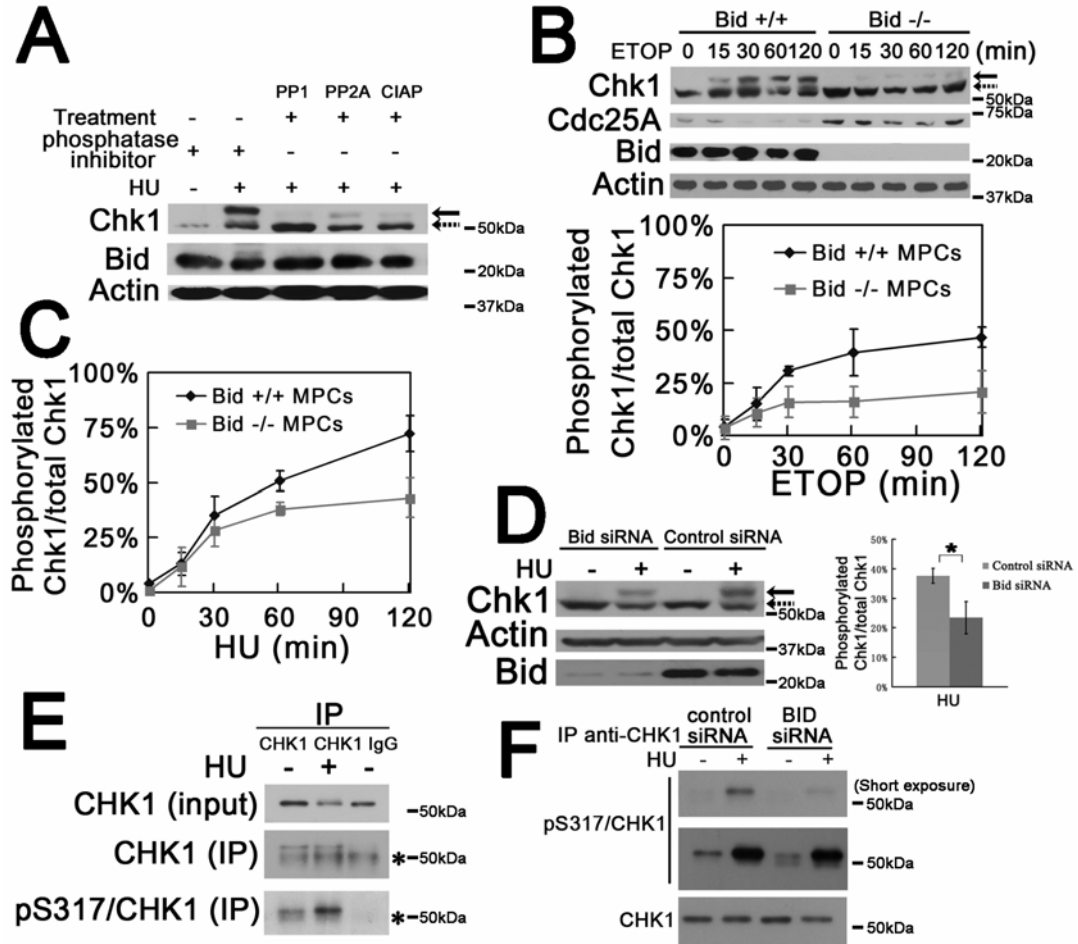 A
PP1 PP2A CIAP
Treatment - - + + +
phosphatase
inhibitor + + - - -
HU - + + + +
Chk1
50kDa
Bid
20kDa
Actin
37kDa
B
Bid +/+ Bid -/-
ETOP 0 15 30 60 120 0 15 30 60 120 (min)
Chk1
50kDa
75kDa
Cdc25A
Bid
20kDa
Actin
37kDa
100%
75%
50%
25%
0%
Bid +/+ MPCs
Bid -/- MPCs
Phosphorylated
Chk1/total Chk1
0 30 60 90 120
ETOP (min)
C
100%
75%
50%
25%
0%
Bid +/+ MPCs
Bid -/- MPCs
Phosphorylated
Chk1/total Chk1
0 30 60 90 120
HU (min)
D
Bid siRNA Control siRNA
HU - + - +
Chk1
50kDa
Actin
37kDa
Bid
20kDa
50%
40%
30%
20%
10%
0%
*
Control siRNA
Bid siRNA
Phosphorylated
Chk1/total Chk1
HU
E
IP
CHK1 CHK1 IgG
HU - + -
CHK1 (input)
50kDa
CHK1 (IP)
*50kDa
pS317/CHK1 (IP)
*50kDa
F
IP anti-CHK1
control
siRNA
BID
siRNA
HU - + - +
(Short exposure)
50kDa
pS317/CHK1
50kDa
CHK1
50kDa